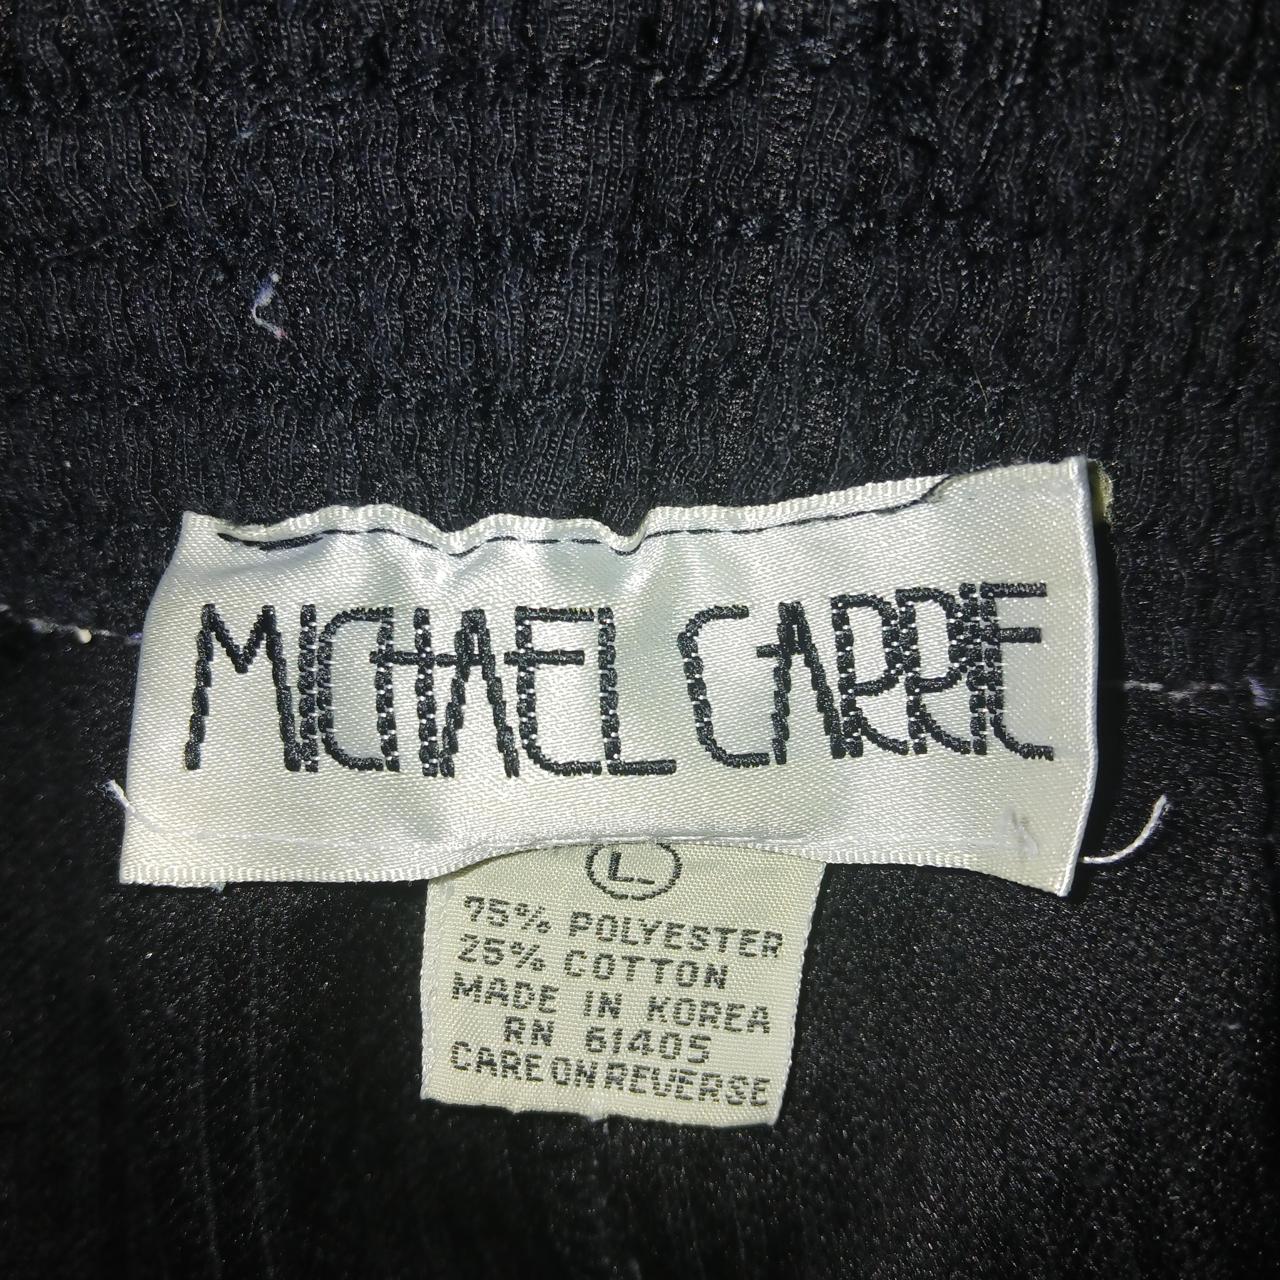 MICHAEL CARRIE
L
75% POLYESTER
25% COTTON
MADE IN KOREA
RN 61405
CARE ON REVERSE